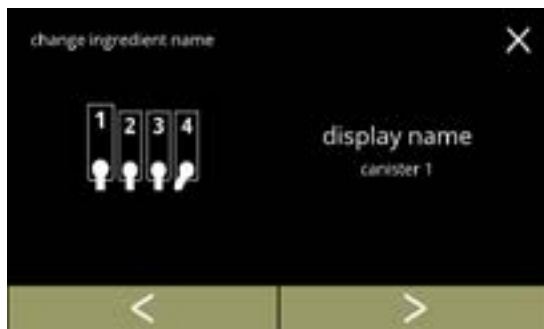 change ingredient name
1 2 3 4
display name
canister 1